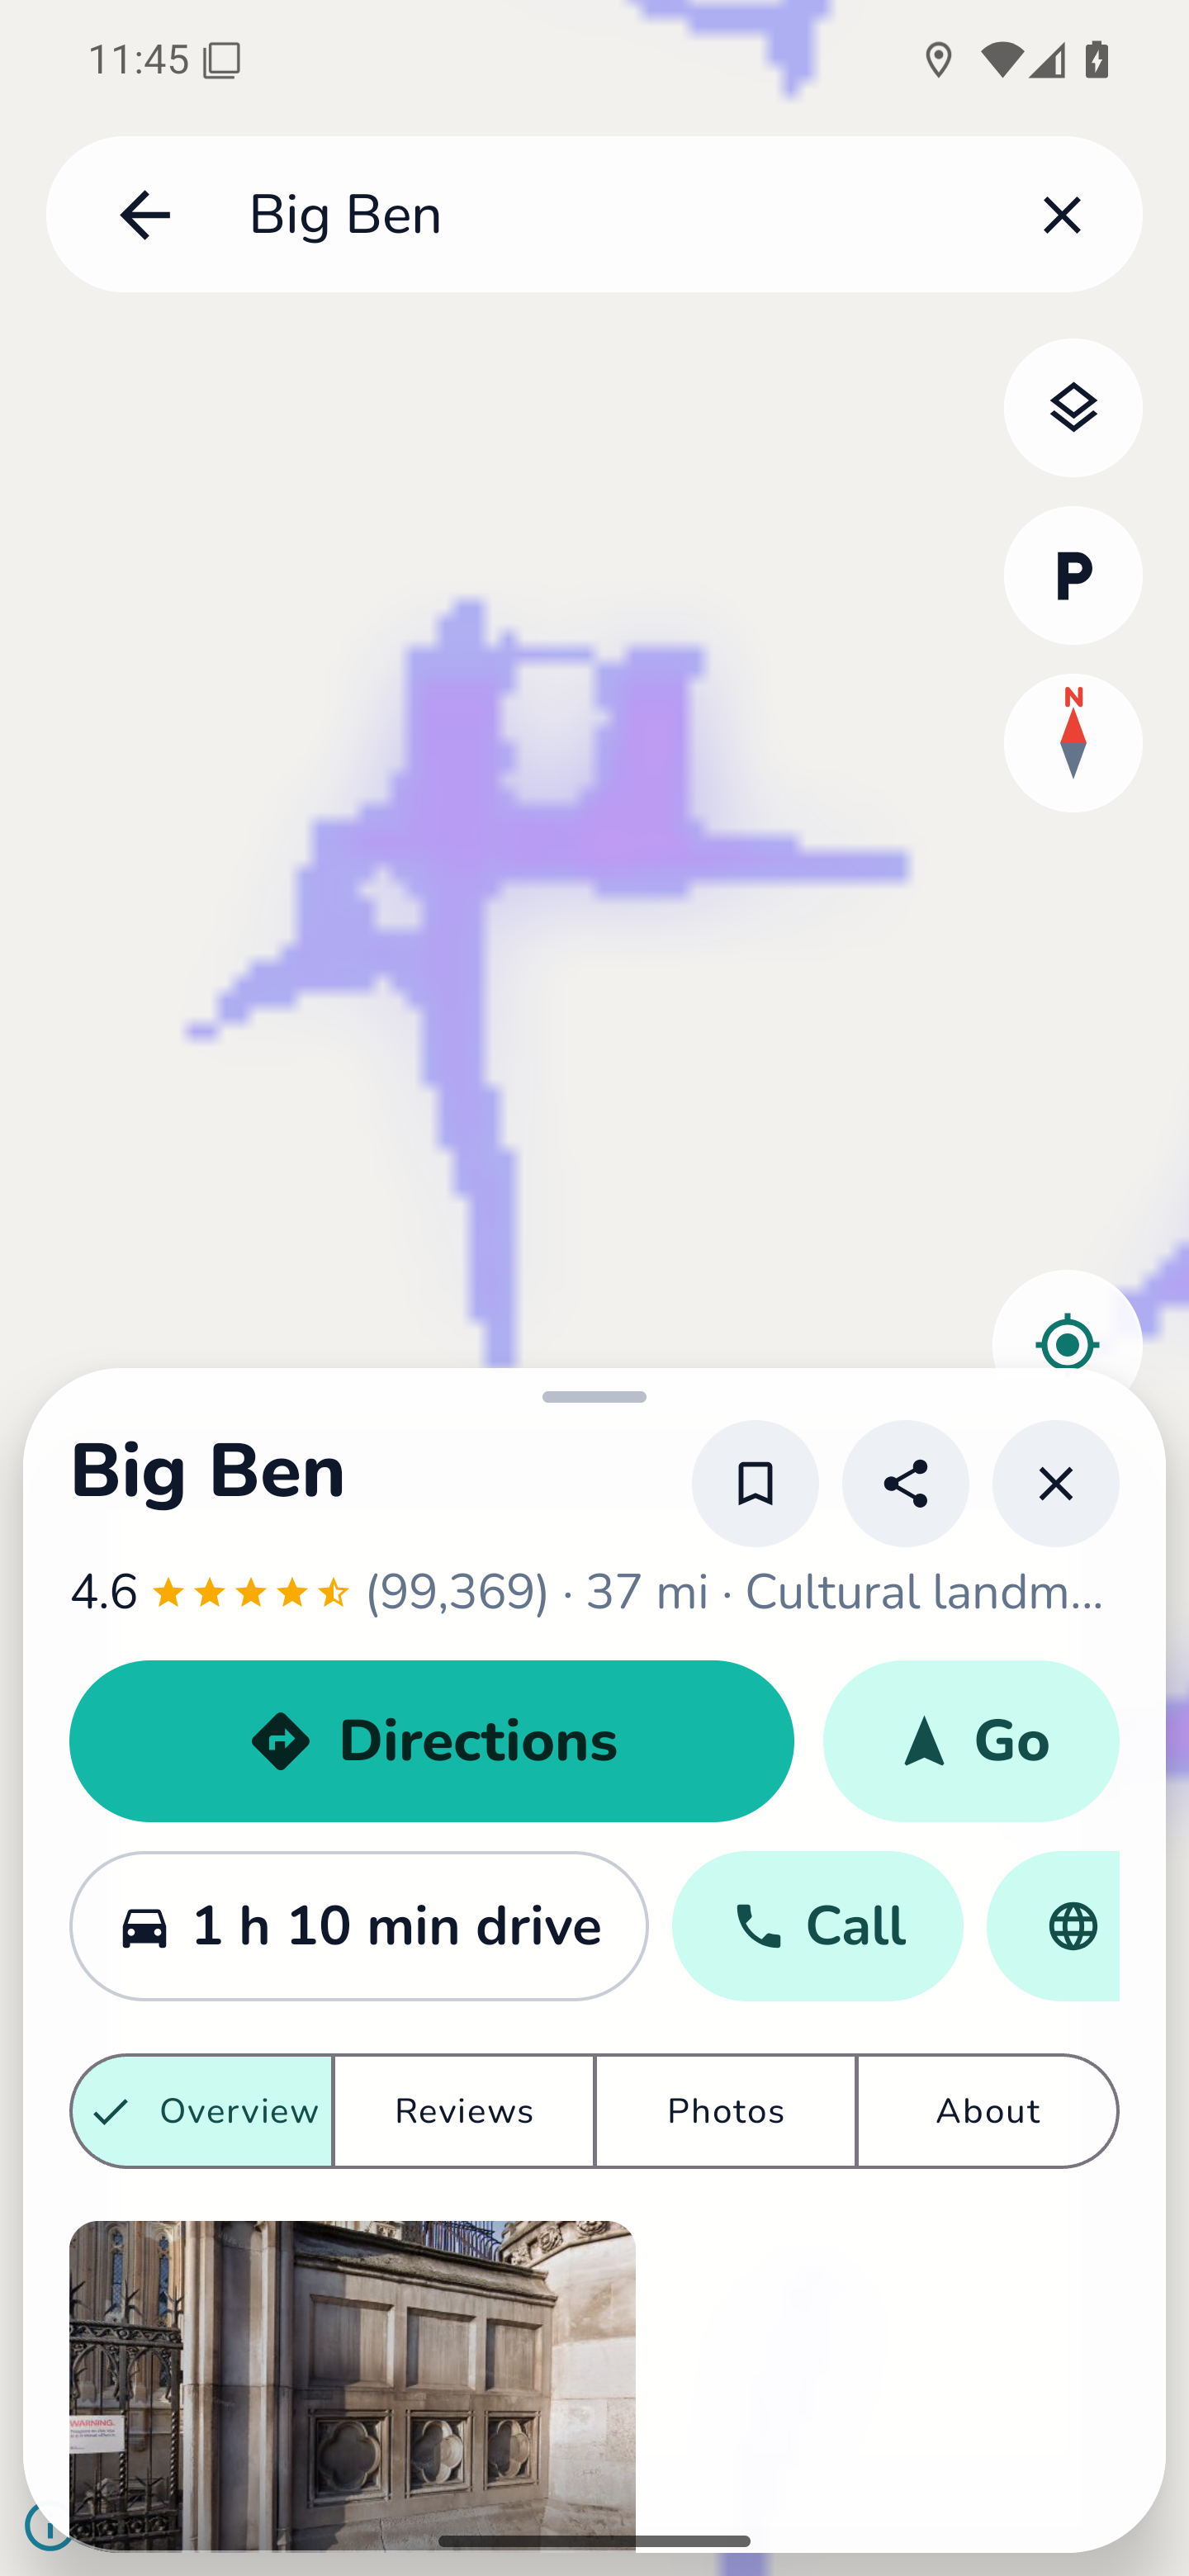 11:45
Big Ben
P
N
Big Ben
4.6 (99,369) · 37 mi · Cultural landm...
Directions
Go
1 h 10 min drive
Call
Overview
Reviews
Photos
About
WARNING.